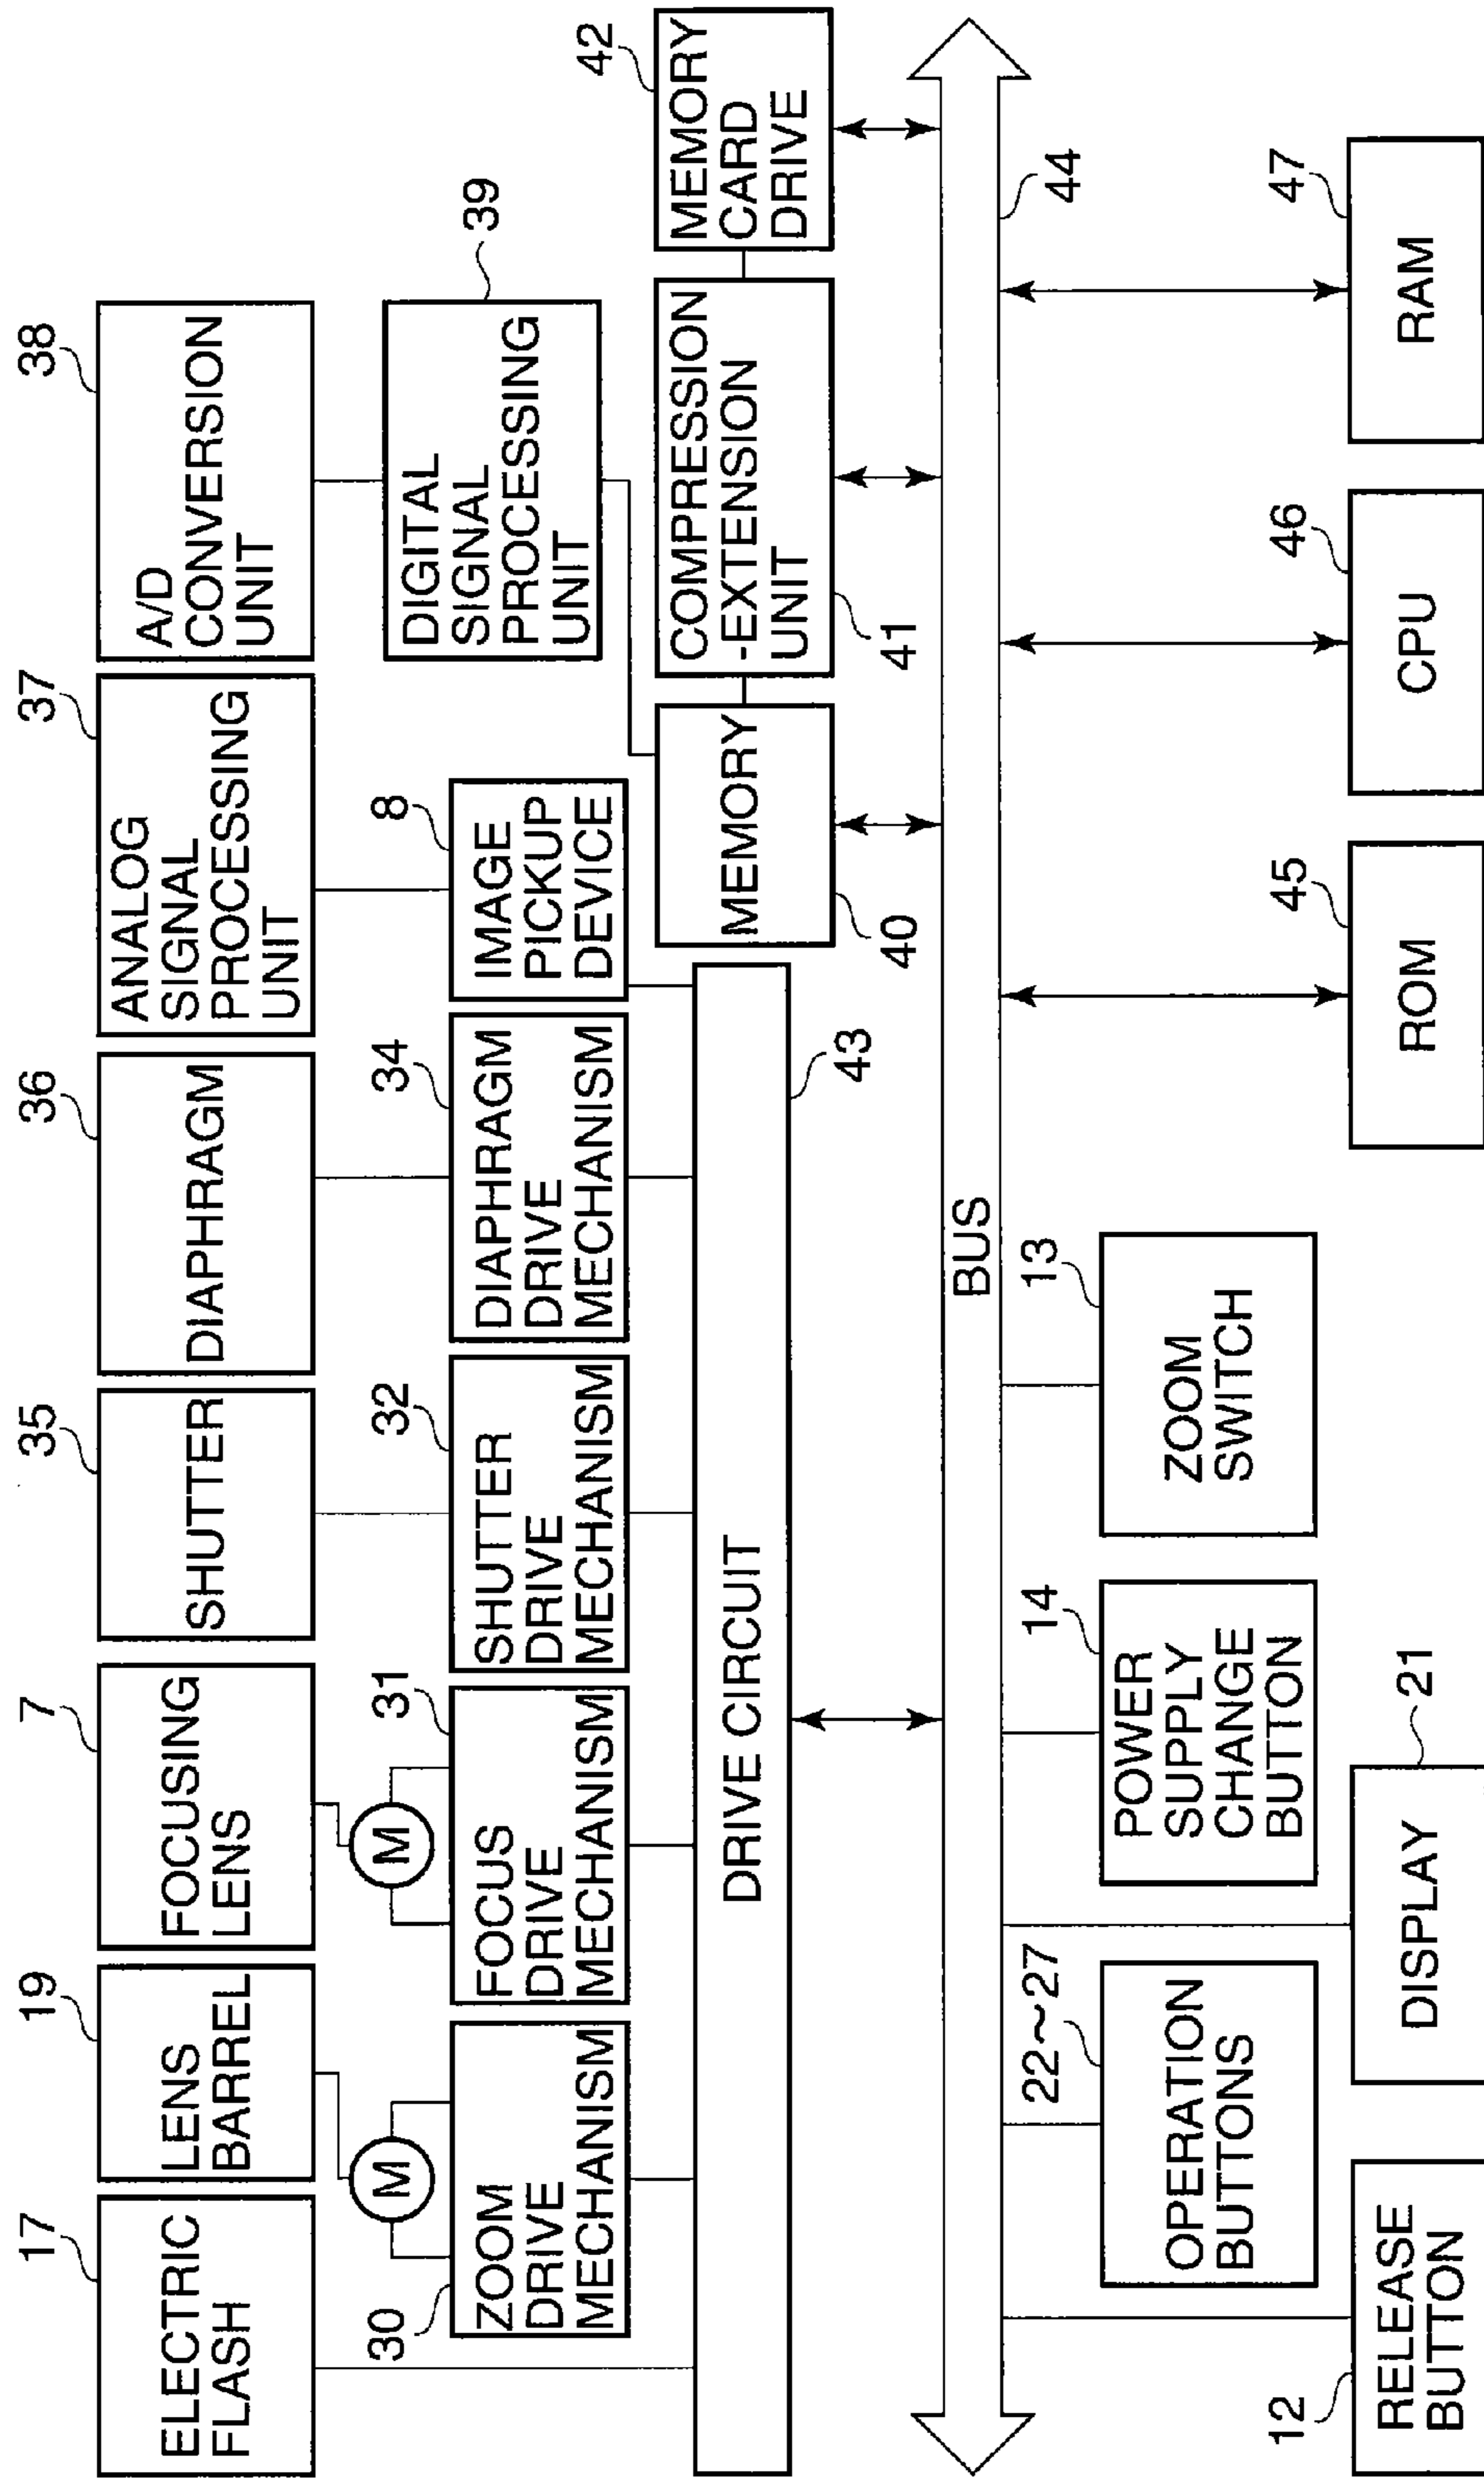 17
ELECTRIC
FLASH
19
LENS
BARREL
7
FOCUSING
LENS
35
SHUTTER
36
DIAPHRAGM
37
ANALOG
SIGNAL
PROCESSING
UNIT
38
A/D
CONVERSION
UNIT
M
M
30
ZOOM
DRIVE
MECHANISM
31
FOCUS
DRIVE
MECHANISM
32
SHUTTER
DRIVE
MECHANISM
34
DIAPHRAGM
DRIVE
MECHANISM
8
IMAGE
PICKUP
DEVICE
39
DIGITAL
SIGNAL
PROCESSING
UNIT
DRIVE CIRCUIT
43
MEMORY
40
COMPRESSION
-EXTENSION
UNIT
41
42
MEMORY
CARD
DRIVE
BUS
44
22~27
OPERATION
BUTTONS
14
POWER
SUPPLY
CHANGE
BUTTON
13
ZOOM
SWITCH
12
RELEASE
BUTTON
21
DISPLAY
45
ROM
46
CPU
47
RAM